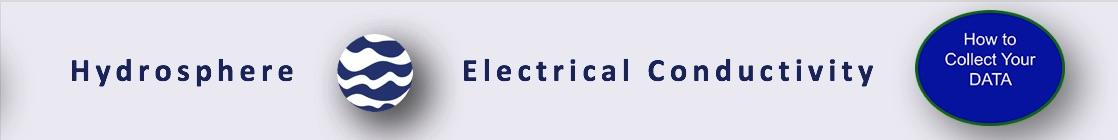 Hydrosphere
Electrical Conductivity
How to
Collect Your
DATA